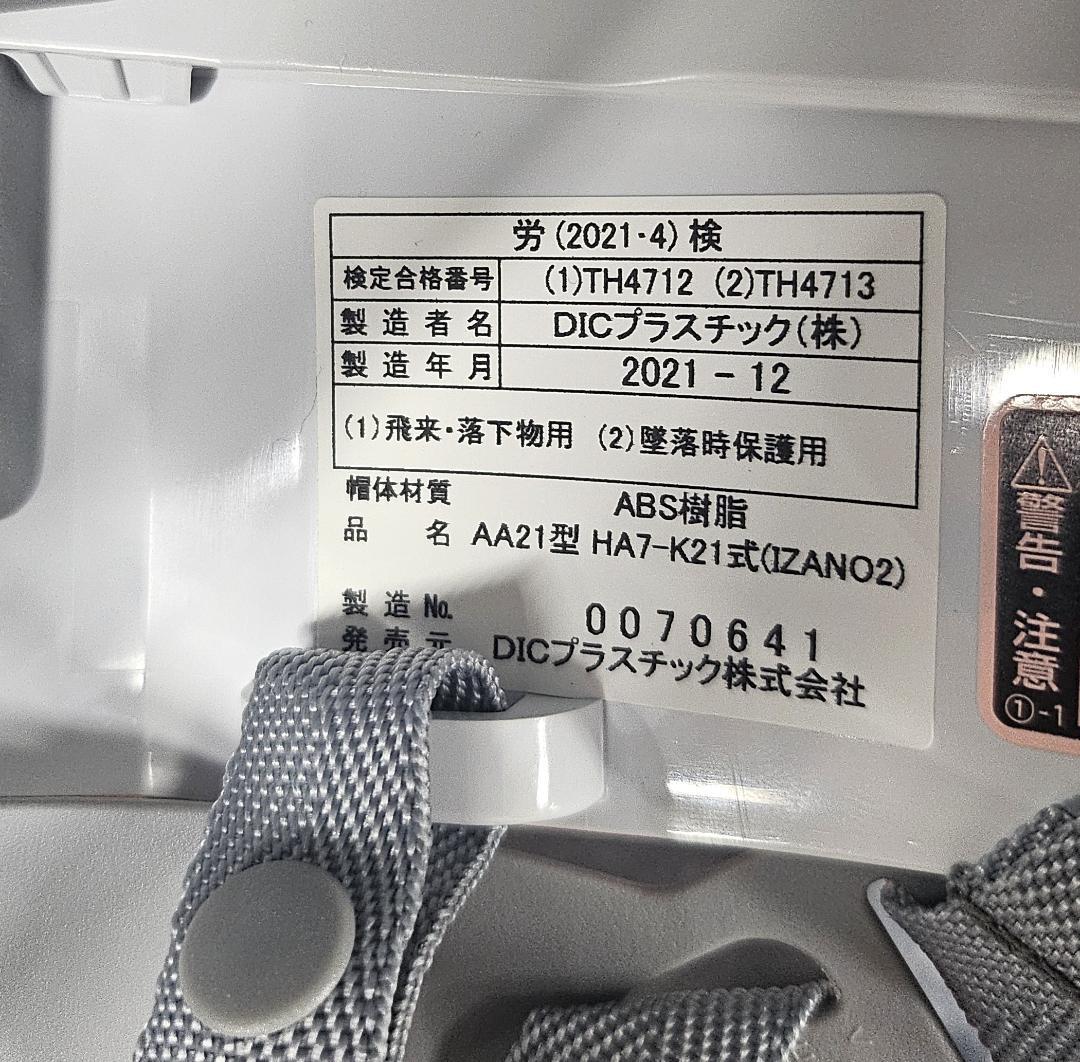 労(2021・4)検
検定合格番号 (1)TH4712 (2)TH4713
製造者名 DICプラスチック(株)
製造年月 2021-12
(1)飛来・落下物用 (2)墜落時保護用
帽体材質 ABS樹脂
品名 AA21型 HA7-K21式(IZANO2)
製造No. 0070641
発売元 DICプラスチック株式会社
警告・注意
①-1